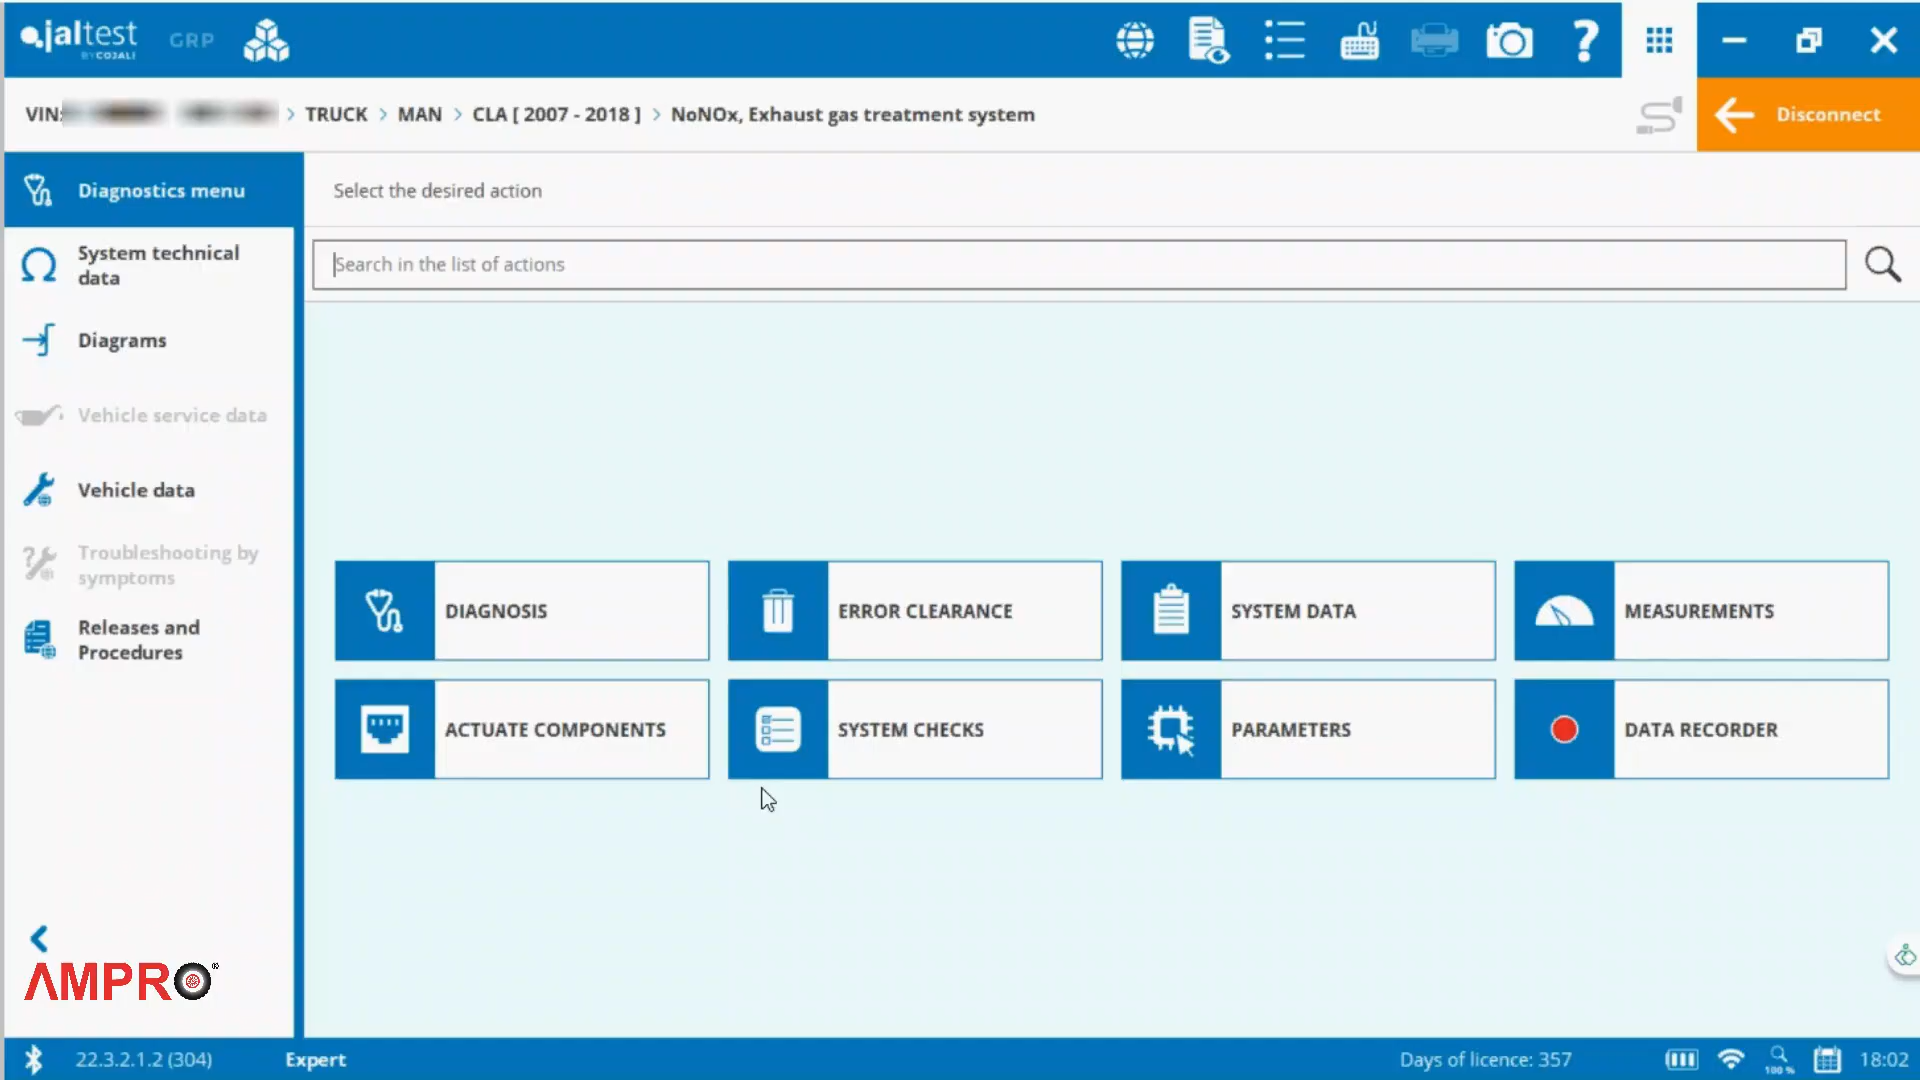 jaltest
BY COJALI
GRP
VIN:
TRUCK > MAN > CLA [ 2007 - 2018 ] > NoNOx, Exhaust gas treatment system
Disconnect
Diagnostics menu
Select the desired action
System technical
data
Search in the list of actions
Diagrams
Vehicle service data
Vehicle data
Troubleshooting by
symptoms
Releases and
Procedures
DIAGNOSIS
ERROR CLEARANCE
SYSTEM DATA
MEASUREMENTS
ACTUATE COMPONENTS
SYSTEM CHECKS
PARAMETERS
DATA RECORDER
AMPRO®
22.3.2.1.2 (304)
Expert
Days of licence: 357
100 %
18:02